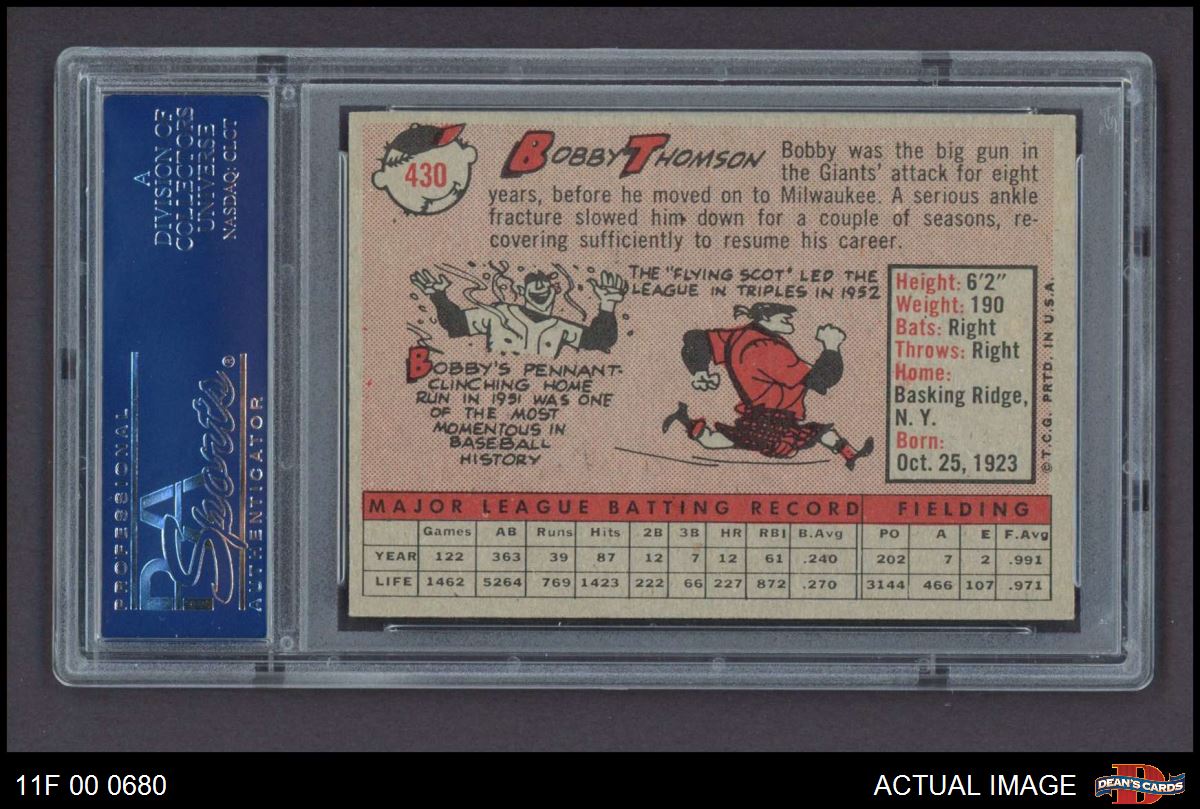 A
DIVISION OF
COLLECTORS
UNIVERSE
NASDAQ: CLCT
PROFESSIONAL
PSA
Sports®
AUTHENTICATOR
430
BOBBY THOMSON
Bobby was the big gun in
the Giants' attack for eight
years, before he moved on to Milwaukee. A serious ankle
fracture slowed him down for a couple of seasons, re-
covering sufficiently to resume his career.
THE "FLYING SCOT" LED THE
LEAGUE IN TRIPLES IN 1952
BOBBY'S PENNANT-
CLINCHING HOME
RUN IN 1951 WAS ONE
OF THE MOST
MOMENTOUS IN
BASEBALL
HISTORY
Height: 6'2"
Weight: 190
Bats: Right
Throws: Right
Home:
Basking Ridge,
N. Y.
Born:
Oct. 25, 1923
©T.C.G. PRTD. IN U.S.A.
MAJOR LEAGUE BATTING RECORD FIELDING
Games AB Runs Hits 2B 3B HR RBI B.Avg PO A E F.Avg
YEAR 122 363 39 87 12 7 12 61 .240 202 7 2 .991
LIFE 1462 5264 769 1423 222 66 227 872 .270 3144 466 107 .971
11F 00 0680
ACTUAL IMAGE
D
DEAN'S CARDS